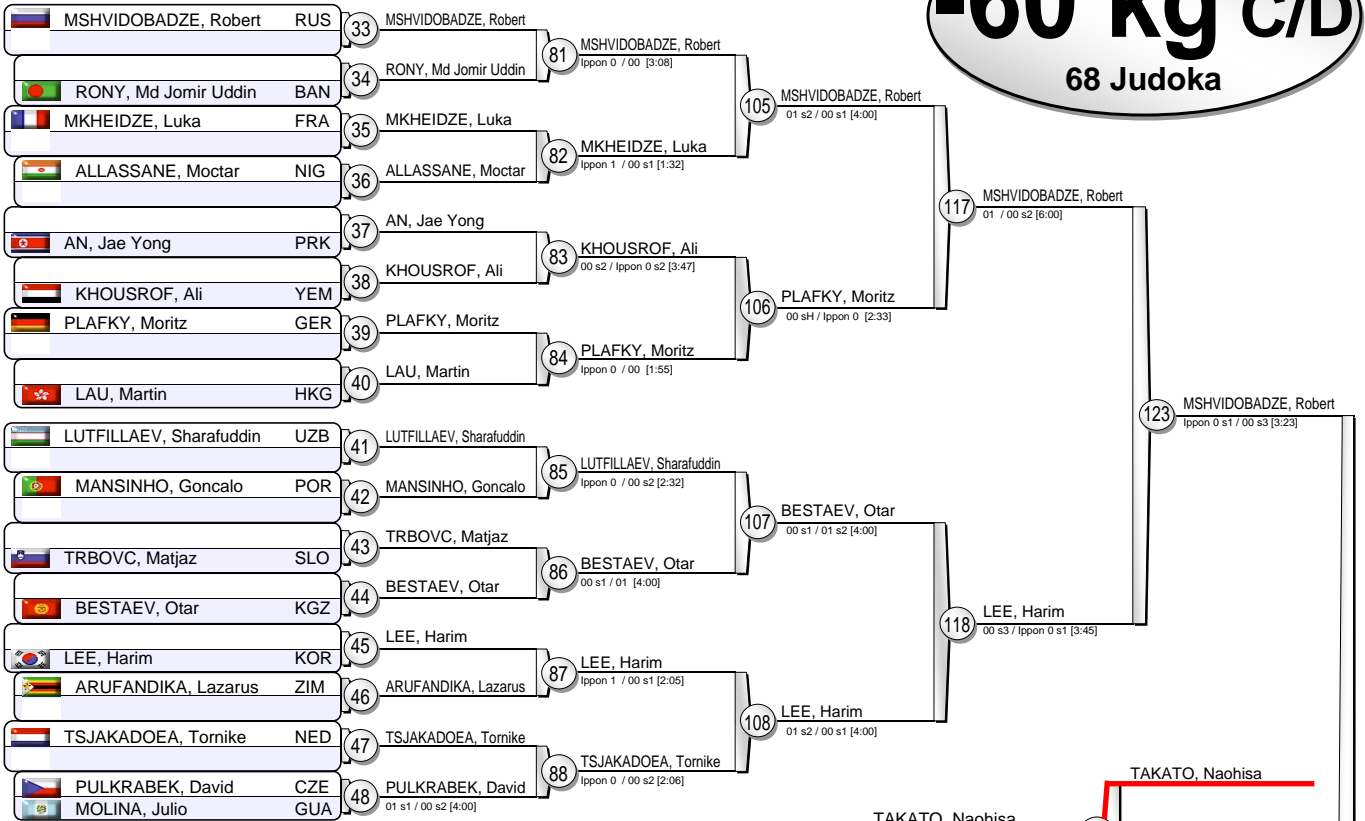 -60 kg C/D
68 Judoka
MSHVIDOBADZE, Robert RUS
RONY, Md Jomir Uddin BAN
MKHEIDZE, Luka FRA
ALLASSANE, Moctar NIG
AN, Jae Yong PRK
KHOUSROF, Ali YEM
PLAFKY, Moritz GER
LAU, Martin HKG
LUTFILLAEV, Sharafuddin UZB
MANSINHO, Goncalo POR
TRBOVC, Matjaz SLO
BESTAEV, Otar KGZ
LEE, Harim KOR
ARUFANDIKA, Lazarus ZIM
TSJAKADOEA, Tornike NED
PULKRABEK, David CZE
MOLINA, Julio GUA
33 MSHVIDOBADZE, Robert
34 RONY, Md Jomir Uddin
35 MKHEIDZE, Luka
36 ALLASSANE, Moctar
37 AN, Jae Yong
38 KHOUSROF, Ali
39 PLAFKY, Moritz
40 LAU, Martin
41 LUTFILLAEV, Sharafuddin
42 MANSINHO, Goncalo
43 TRBOVC, Matjaz
44 BESTAEV, Otar
45 LEE, Harim
46 ARUFANDIKA, Lazarus
47 TSJAKADOEA, Tornike
48 PULKRABEK, David
01 s1 / 00 s2 [4:00]
81 MSHVIDOBADZE, Robert
Ippon 0 / 00 [3:08]
82 MKHEIDZE, Luka
Ippon 1 / 00 s1 [1:32]
83 KHOUSROF, Ali
00 s2 / Ippon 0 s2 [3:47]
84 PLAFKY, Moritz
Ippon 0 / 00 [1:55]
85 LUTFILLAEV, Sharafuddin
Ippon 0 / 00 s2 [2:32]
86 BESTAEV, Otar
00 s1 / 01 [4:00]
87 LEE, Harim
Ippon 1 / 00 s1 [2:05]
88 TSJAKADOEA, Tornike
Ippon 0 / 00 s2 [2:06]
105 MSHVIDOBADZE, Robert
01 s2 / 00 s1 [4:00]
106 PLAFKY, Moritz
00 sH / Ippon 0 [2:33]
107 BESTAEV, Otar
00 s1 / 01 s2 [4:00]
108 LEE, Harim
01 s2 / 00 s1 [4:00]
117 MSHVIDOBADZE, Robert
01 / 00 s2 [6:00]
118 LEE, Harim
00 s3 / Ippon 0 s1 [3:45]
123 MSHVIDOBADZE, Robert
Ippon 0 s1 / 00 s3 [3:23]
TAKATO, Naohisa
TAKATO, Naohisa